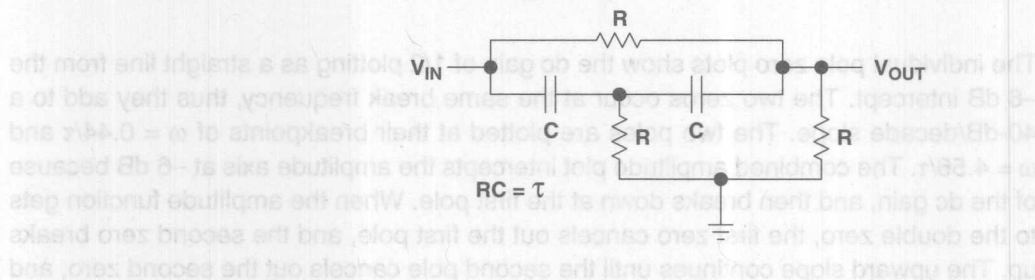 R
V_IN
V_OUT
C
R
C
R
RC = τ
The individual pole zero plots show the dc gain of 1/2 plotting as a straight line from the
–6 dB intercept. The two zeros occur at the same break frequency, thus they add to a
40-dB/decade slope. The two poles are plotted at their breakpoints of ω = 0.44/τ and
ω = 4.56/τ. The combined amplitude plot intercepts the amplitude axis at –6 dB because
of the dc gain, and then breaks down at the first pole. When the amplitude function gets
to the double zero, the first zero cancels out the first pole, and the second zero breaks
up. The upward slope continues until the second pole cancels out the second zero, and